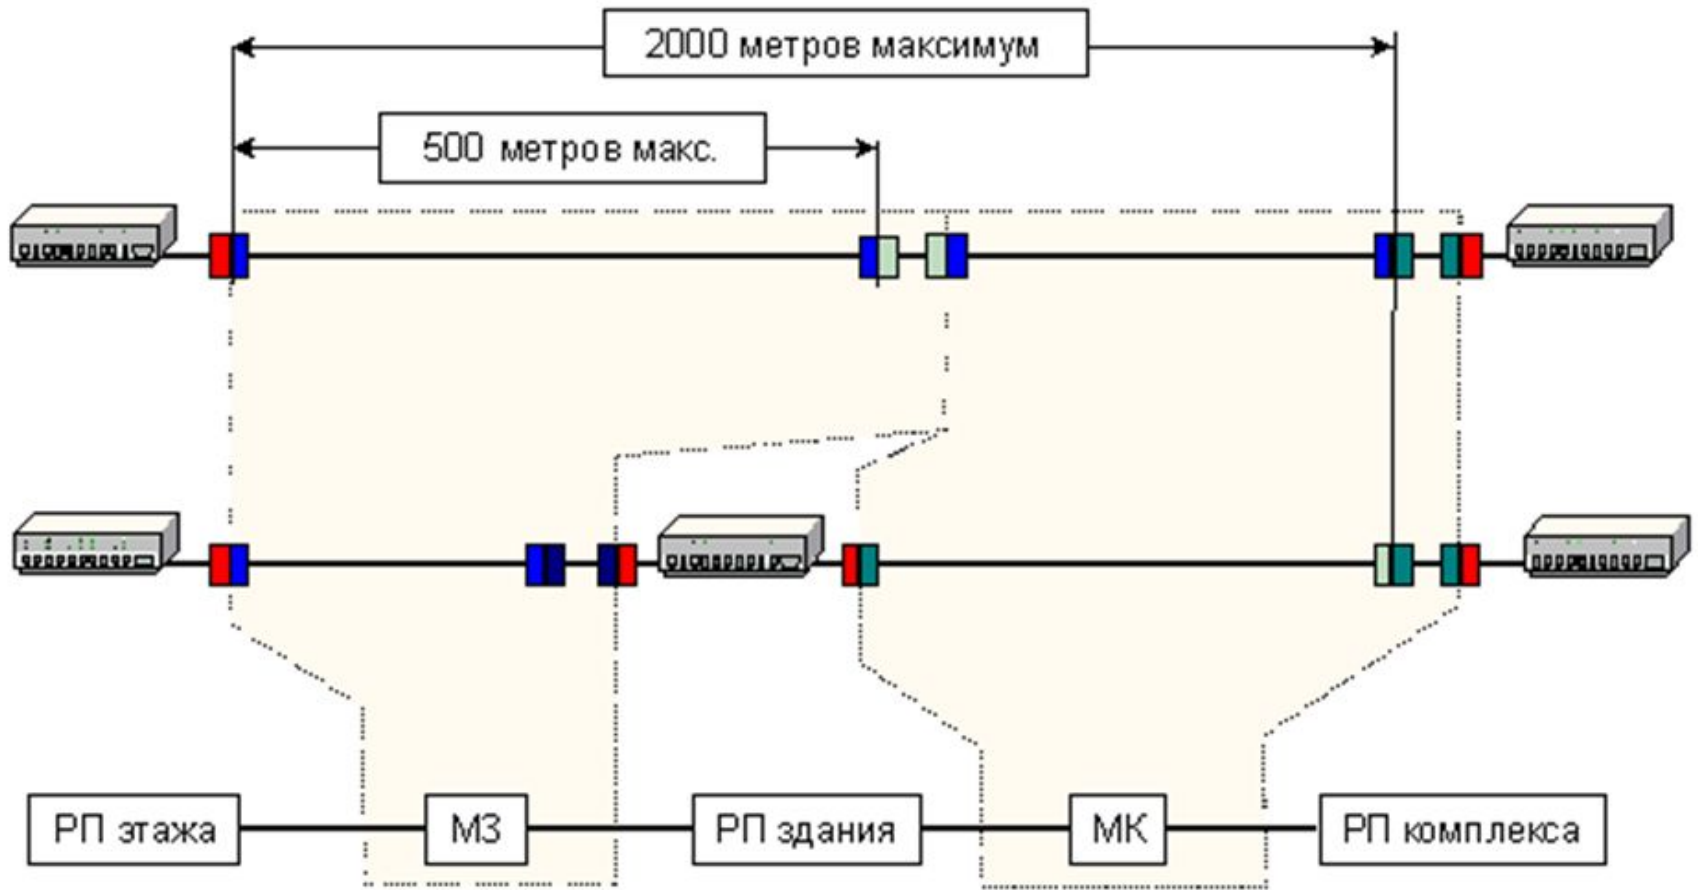 2000 метров максимум
500 метров макс.
РП этажа
МЗ
РП здания
МК
РП комплекса